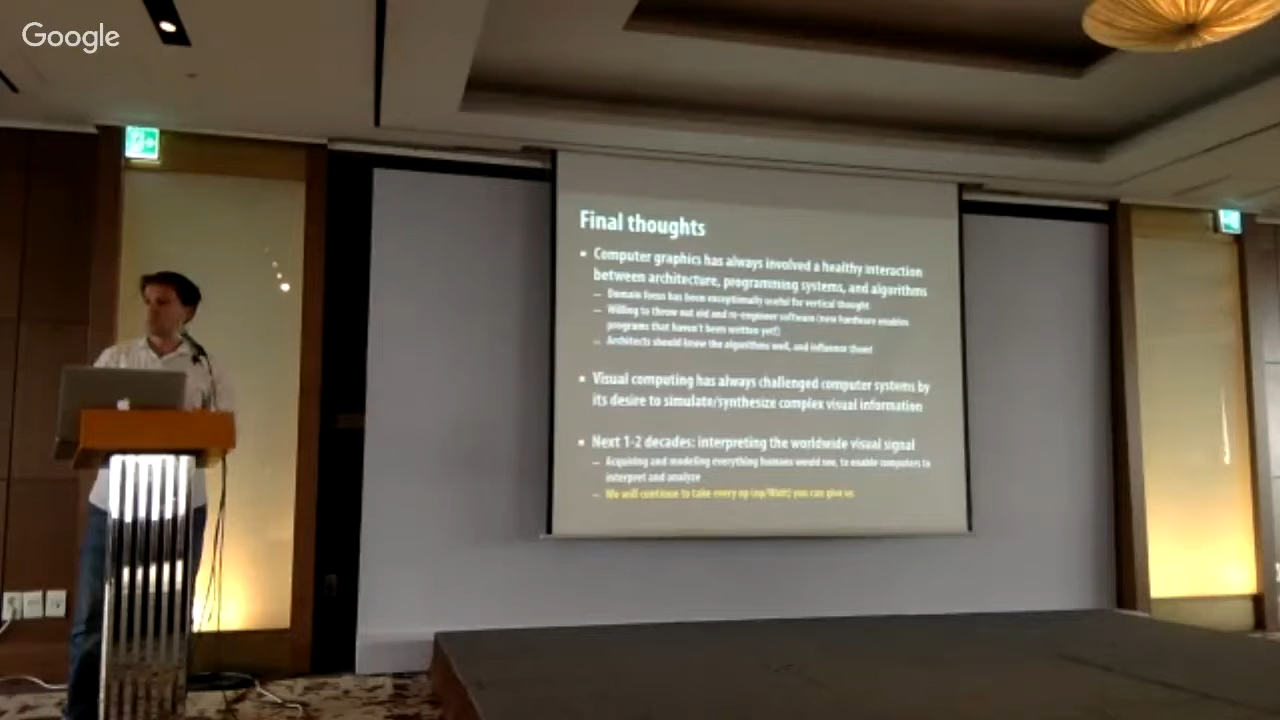 Google
Final thoughts
▪ Computer graphics has always involved a healthy interaction
between architecture, programming systems, and algorithms
– Domain focus has been exceptionally useful for vertical thought
– Willing to throw out old and re-engineer software (new hardware enables
programs that haven't been written yet!)
– Architects should know the algorithms well, and influence them!
▪ Visual computing has always challenged computer systems by
its desire to simulate/synthesize complex visual information
▪ Next 1-2 decades: interpreting the worldwide visual signal
– Acquiring and modeling everything humans would see, to enable computers to
interpret and analyze
– We will continue to take every op (op/Watt) you can give us